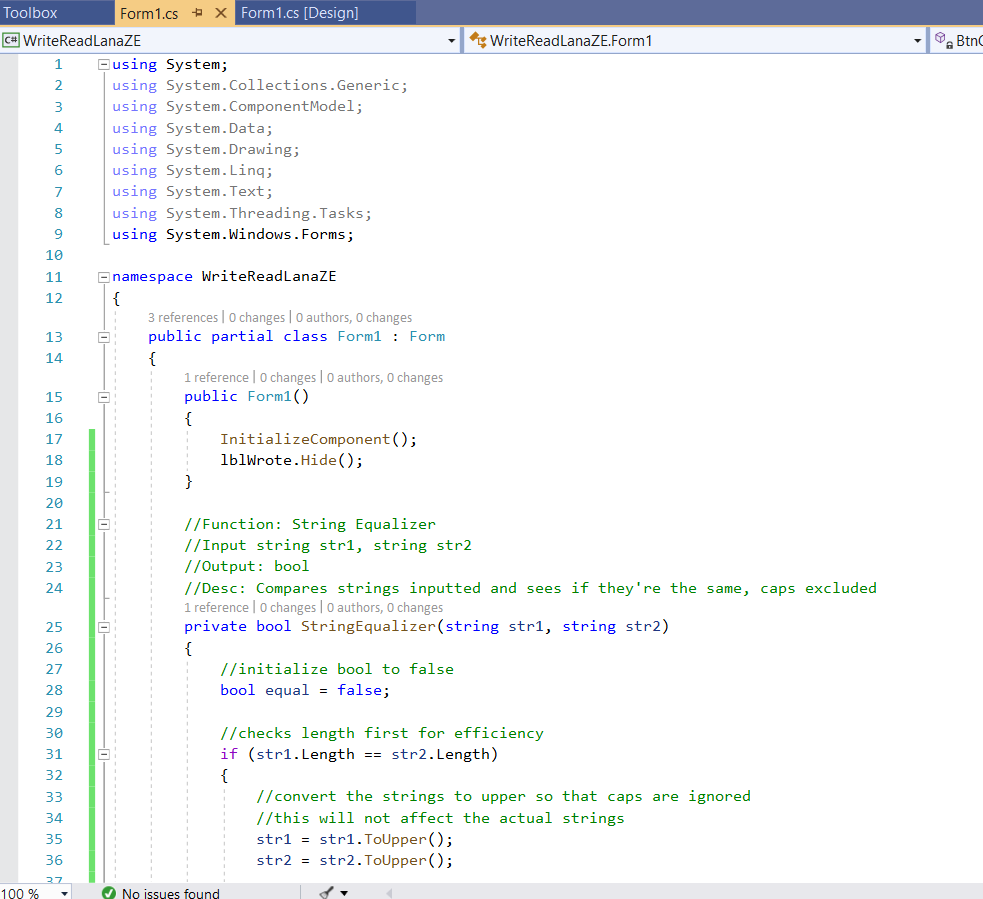 Toolbox Form1.cs Form1.cs [Design]
C# WriteReadLanaZE WriteReadLanaZE.Form1
1 using System;
2 using System.Collections.Generic;
3 using System.ComponentModel;
4 using System.Data;
5 using System.Drawing;
6 using System.Linq;
7 using System.Text;
8 using System.Threading.Tasks;
9 using System.Windows.Forms;
10
11 namespace WriteReadLanaZE
12 {
3 references | 0 changes | 0 authors, 0 changes
13 public partial class Form1 : Form
14 {
1 reference | 0 changes | 0 authors, 0 changes
15 public Form1()
16 {
17 InitializeComponent();
18 lblWrote.Hide();
19 }
20
21 //Function: String Equalizer
22 //Input string str1, string str2
23 //Output: bool
24 //Desc: Compares strings inputted and sees if they're the same, caps excluded
1 reference | 0 changes | 0 authors, 0 changes
25 private bool StringEqualizer(string str1, string str2)
26 {
27 //initialize bool to false
28 bool equal = false;
29
30 //checks length first for efficiency
31 if (str1.Length == str2.Length)
32 {
33 //convert the strings to upper so that caps are ignored
34 //this will not affect the actual strings
35 str1 = str1.ToUpper();
36 str2 = str2.ToUpper();
37
100 % No issues found